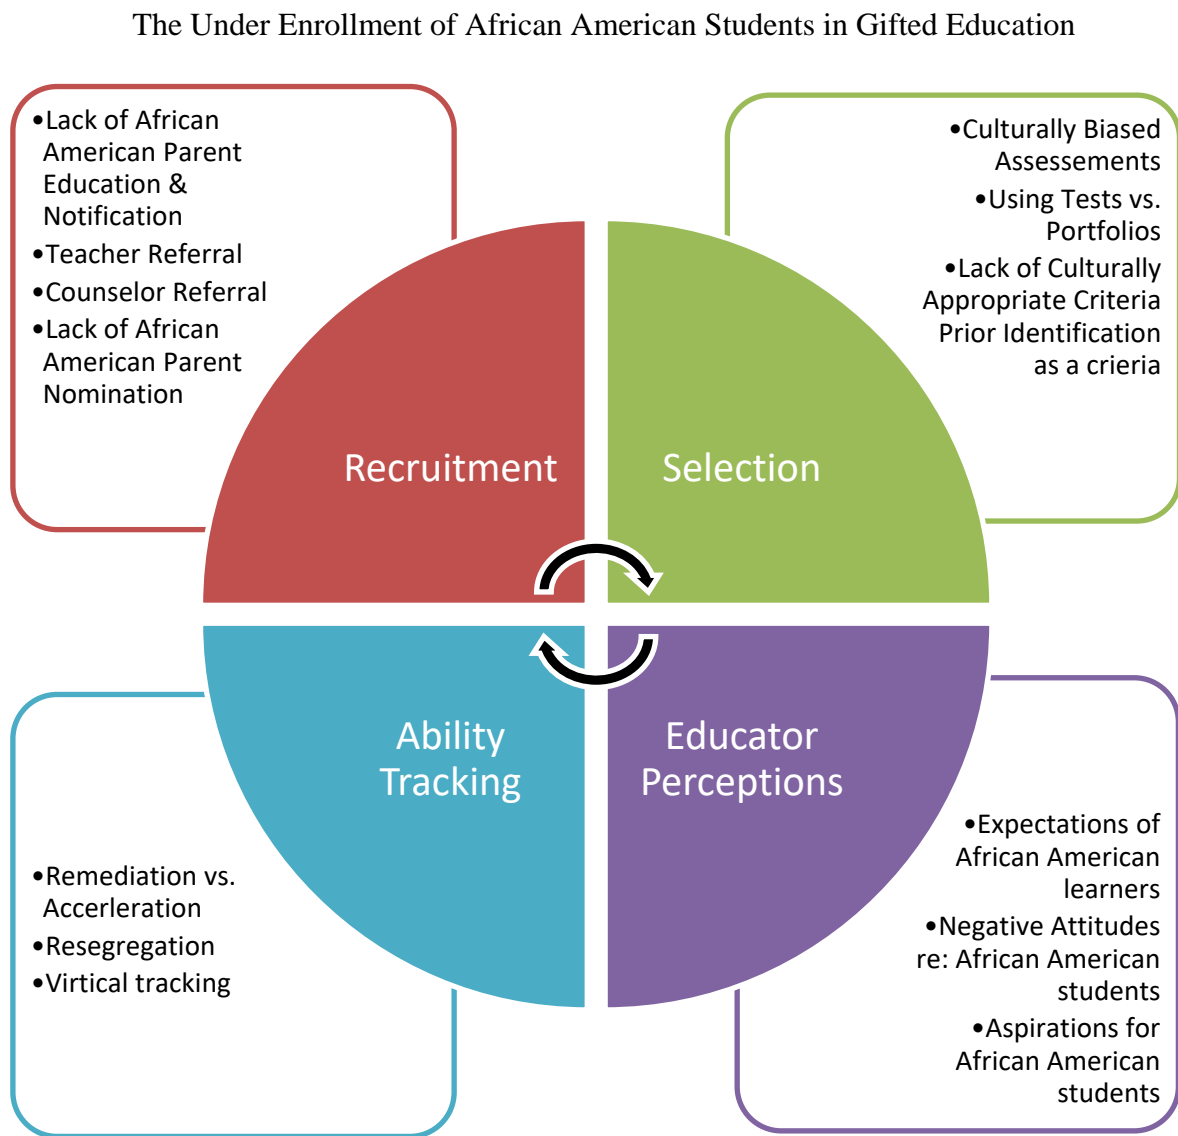 The Under Enrollment of African American Students in Gifted Education
•Lack of African
American Parent
Education &
Notification
•Teacher Referral
•Counselor Referral
•Lack of African
American Parent
Nomination
•Culturally Biased
Assessements
•Using Tests vs.
Portfolios
•Lack of Culturally
Appropriate Criteria
Prior Identification
as a crieria
Recruitment
Selection
Ability
Tracking
Educator
Perceptions
•Remediation vs.
Accerleration
•Resegregation
•Virtical tracking
•Expectations of
African American
learners
•Negative Attitudes
re: African American
students
•Aspirations for
African American
students